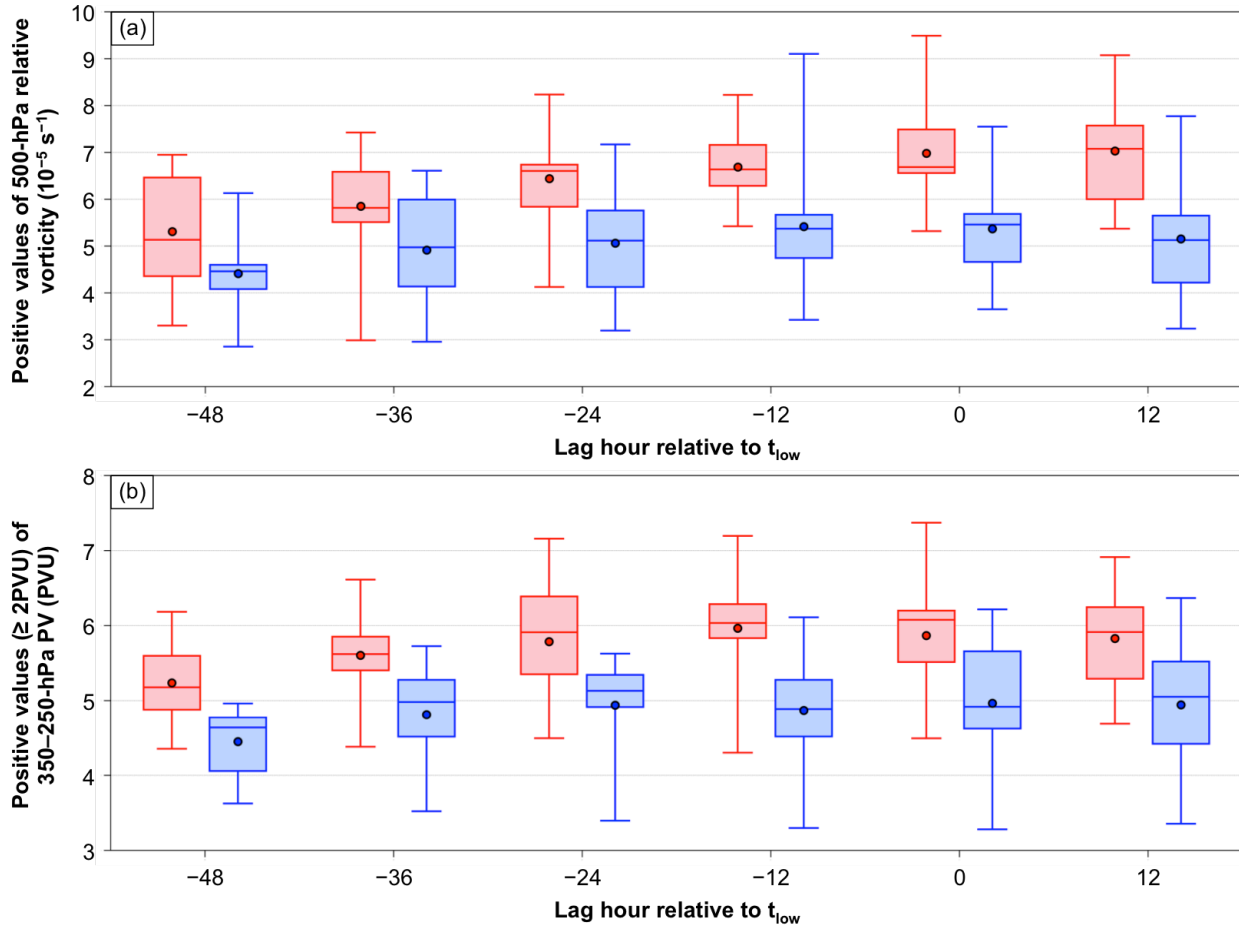 (a)
Positive values of 500-hPa relative
vorticity (10⁻⁵ s⁻¹)
10
9
8
7
6
5
4
3
2
−48 −36 −24 −12 0 12
Lag hour relative to tlow
(b)
Positive values (≥ 2PVU) of
350–250-hPa PV (PVU)
8
7
6
5
4
3
−48 −36 −24 −12 0 12
Lag hour relative to tlow